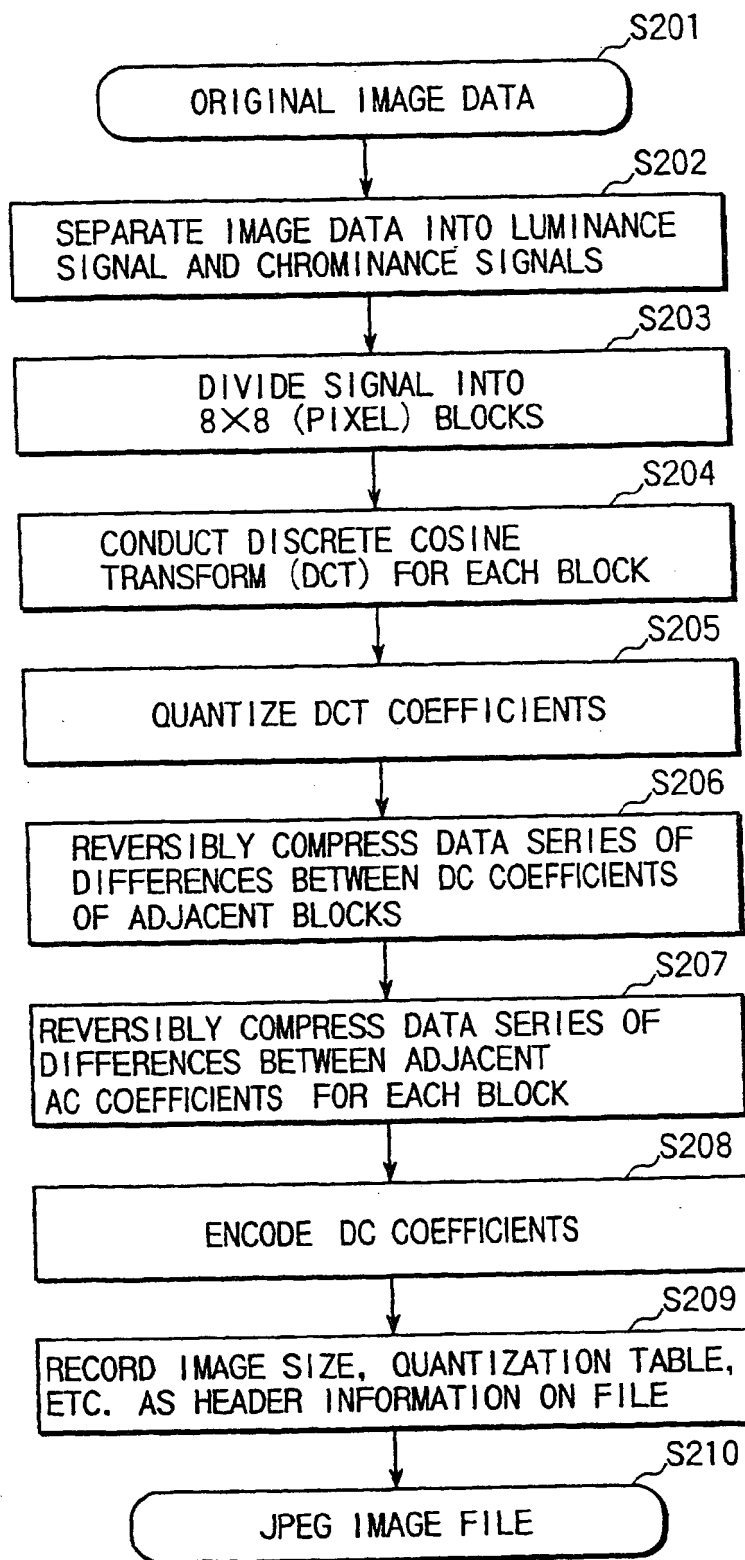 S201
ORIGINAL IMAGE DATA
S202
SEPARATE IMAGE DATA INTO LUMINANCE
SIGNAL AND CHROMINANCE SIGNALS
S203
DIVIDE SIGNAL INTO
8×8 (PIXEL) BLOCKS
S204
CONDUCT DISCRETE COSINE
TRANSFORM (DCT) FOR EACH BLOCK
S205
QUANTIZE DCT COEFFICIENTS
S206
REVERSIBLY COMPRESS DATA SERIES OF
DIFFERENCES BETWEEN DC COEFFICIENTS
OF ADJACENT BLOCKS
S207
REVERSIBLY COMPRESS DATA SERIES OF
DIFFERENCES BETWEEN ADJACENT
AC COEFFICIENTS FOR EACH BLOCK
S208
ENCODE DC COEFFICIENTS
S209
RECORD IMAGE SIZE, QUANTIZATION TABLE,
ETC. AS HEADER INFORMATION ON FILE
S210
JPEG IMAGE FILE